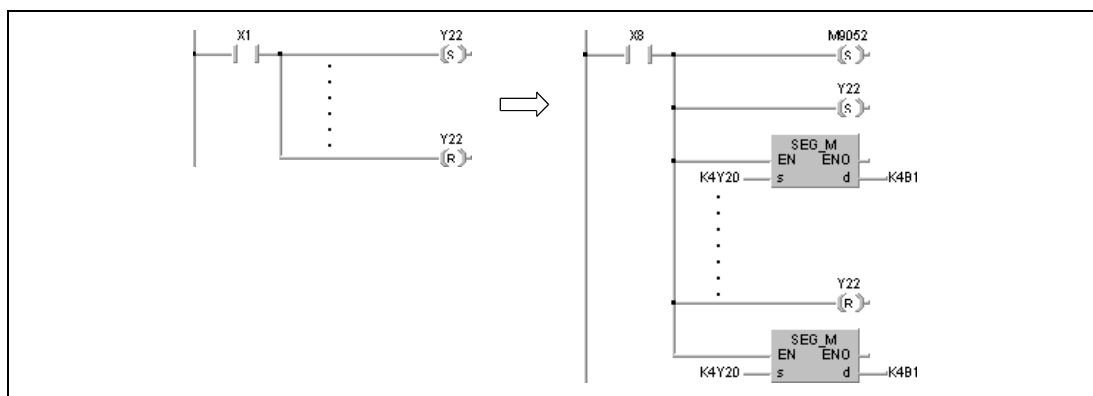 X1
Y22
S
Y22
R
X8
M9052
S
Y22
S
SEG_M
EN ENO
K4Y20 s d K4B1
Y22
R
SEG_M
EN ENO
K4Y20 s d K4B1